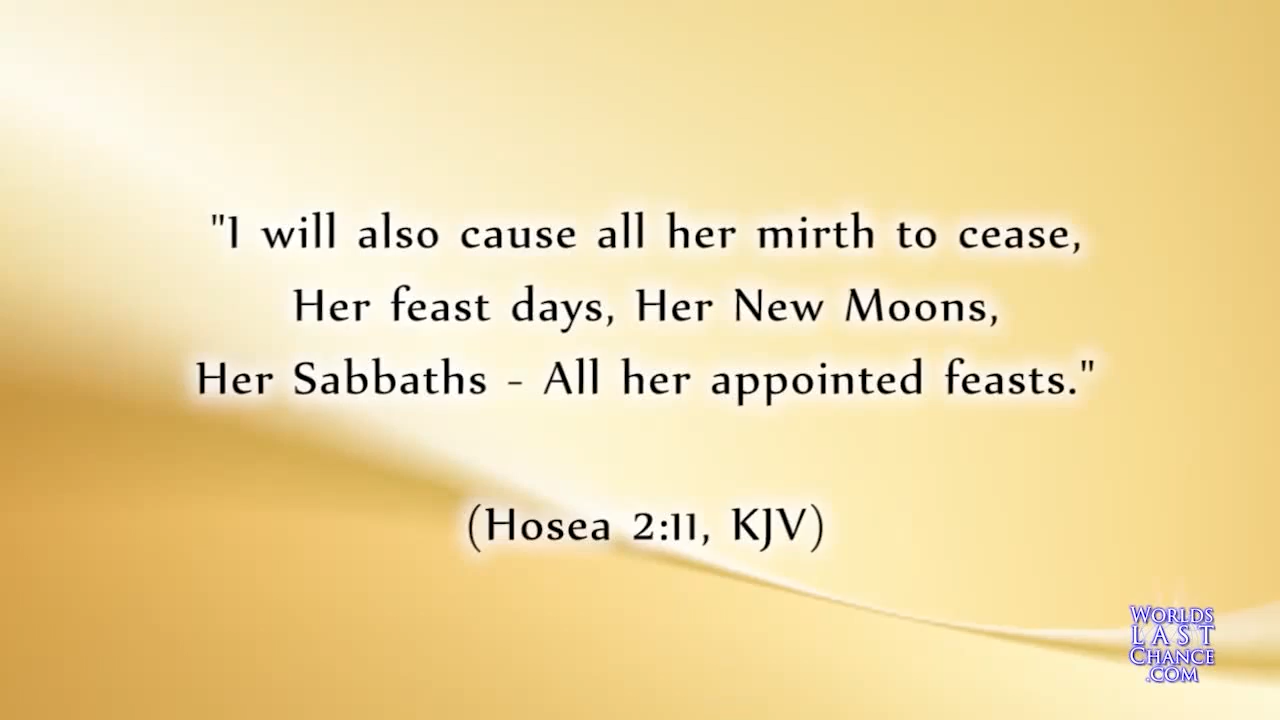 "I will also cause all her mirth to cease,
Her feast days, Her New Moons,
Her Sabbaths - All her appointed feasts."
(Hosea 2:11, KJV)
WORLDS
LAST
CHANCE
.COM